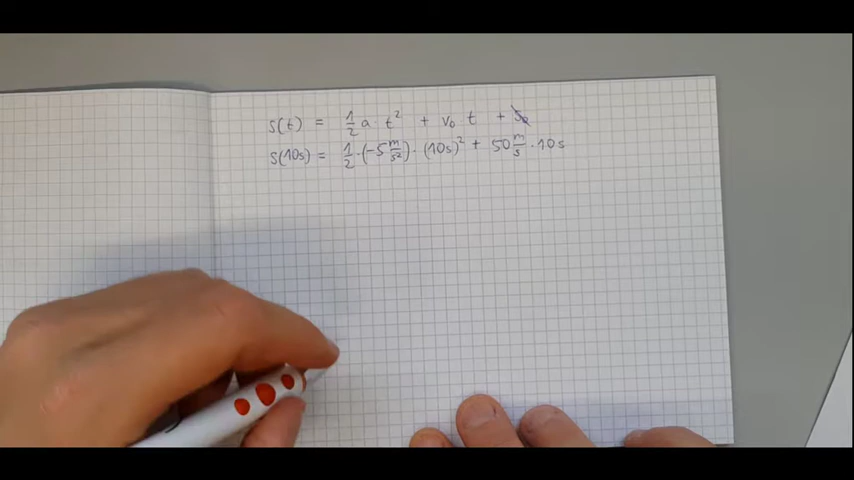 s(t) = 1/2 a · t² + v₀ t + s₀
s(10s) = 1/2 · (-5 m/s²) · (10s)² + 50 m/s · 10s